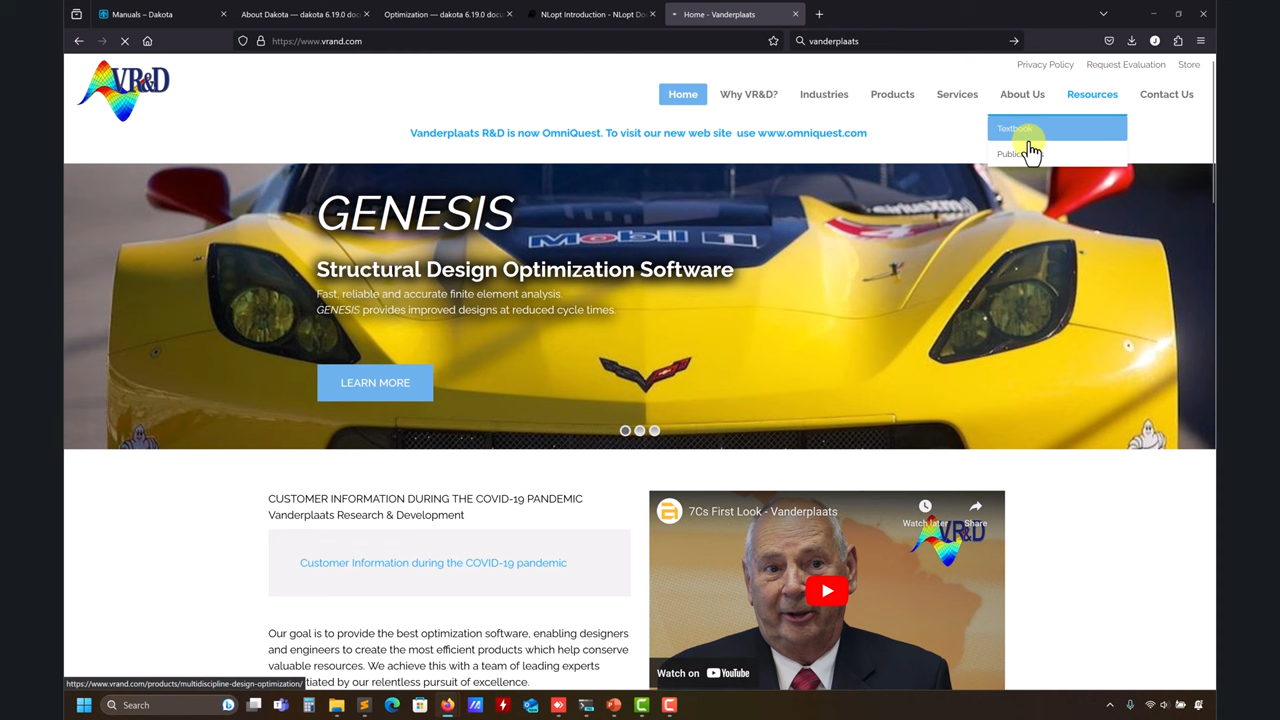 Manuals – Dakota
About Dakota — dakota 6.19.0 docu
Optimization — dakota 6.19.0 docu
NLopt Introduction - NLopt Do
Home - Vanderplaats
https://www.vrand.com
vanderplaats
VR&D
Privacy Policy
Request Evaluation
Store
Home
Why VR&D?
Industries
Products
Services
About Us
Resources
Contact Us
Textbook
Vanderplaats R&D is now OmniQuest. To visit our new web site use www.omniquest.com
GENESIS
Mobil 1
SiriusXM
Structural Design Optimization Software
Fast, reliable and accurate finite element analysis.
GENESIS provides improved designs at reduced cycle times.
LEARN MORE
CUSTOMER INFORMATION DURING THE COVID-19 PANDEMIC
Vanderplaats Research & Development
Customer Information during the COVID-19 pandemic
7Cs First Look - Vanderplaats
Watch later
Share
VR&D
Watch on YouTube
Our goal is to provide the best optimization software, enabling designers
and engineers to create the most efficient products which help conserve
valuable resources. We achieve this with a team of leading experts
by our relentless pursuit of excellence.
https://www.vrand.com/products/multidiscipline-design-optimization/
Search